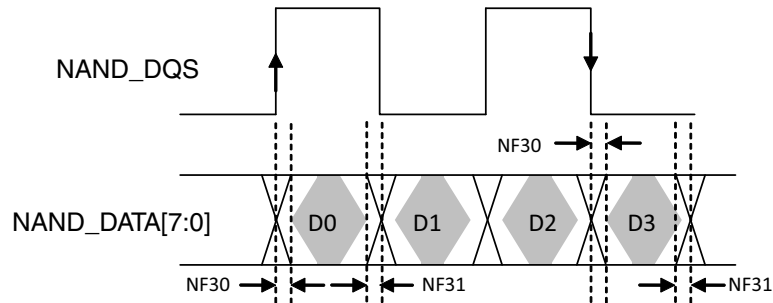 NAND_DQS
NF30
NAND_DATA[7:0]
D0 D1 D2 D3
NF30 NF31 NF31